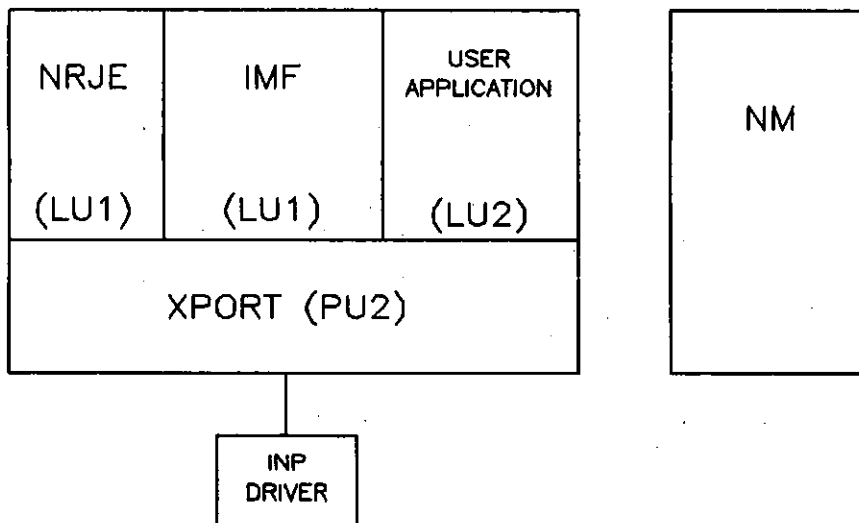 NRJE
(LU1)
IMF
(LU1)
USER
APPLICATION
(LU2)
XPORT (PU2)
INP
DRIVER
NM